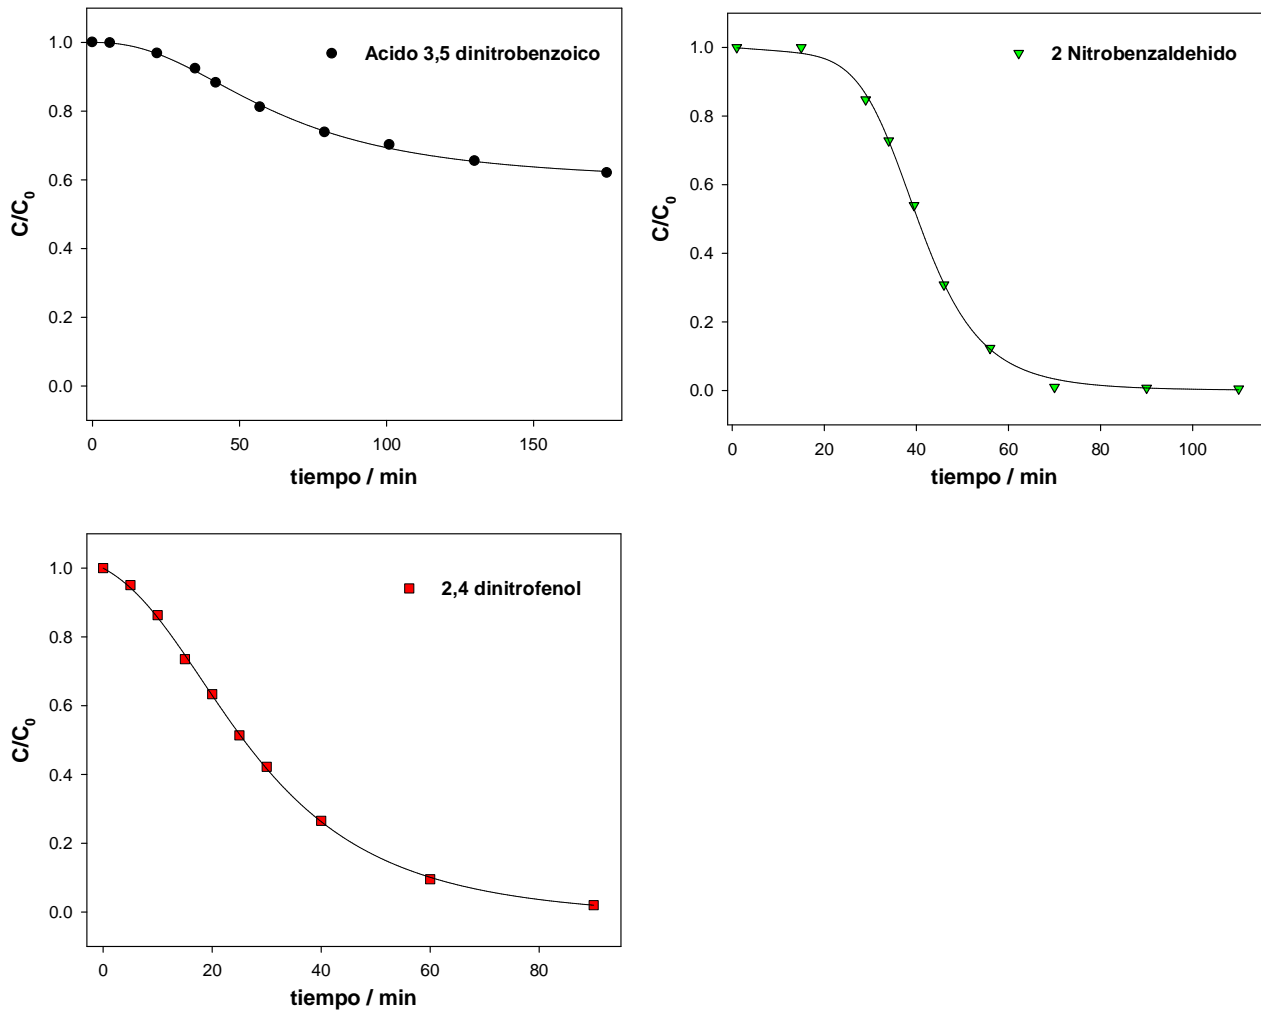 1.0
0.8
0.6
0.4
0.2
0.0
C/C0
Acido 3,5 dinitrobenzoico
0 50 100 150
tiempo / min
1.0
0.8
0.6
0.4
0.2
0.0
C/C0
2 Nitrobenzaldehido
0 20 40 60 80 100
tiempo / min
1.0
0.8
0.6
0.4
0.2
0.0
C/C0
2,4 dinitrofenol
0 20 40 60 80
tiempo / min